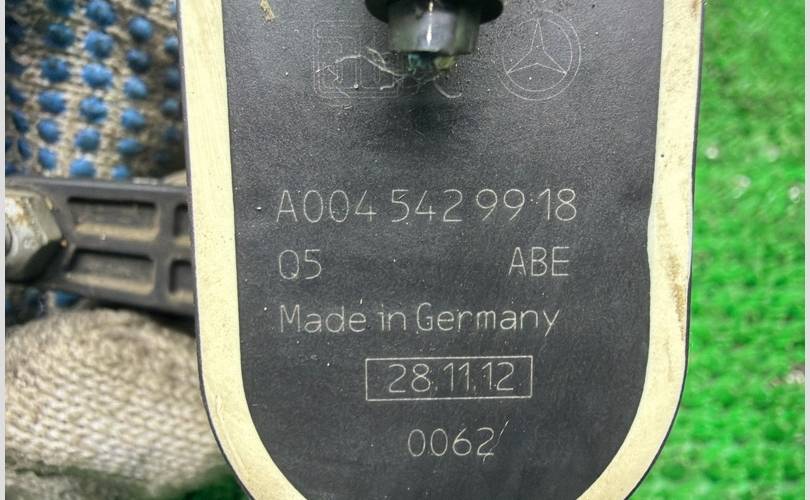 A004 542 99 18
Q5 ABE
Made in Germany
28.11.12
0062